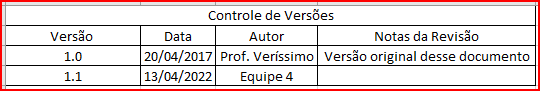 Controle de Versões
Versão Data Autor Notas da Revisão
1.0 20/04/2017 Prof. Veríssimo Versão original desse documento
1.1 13/04/2022 Equipe 4